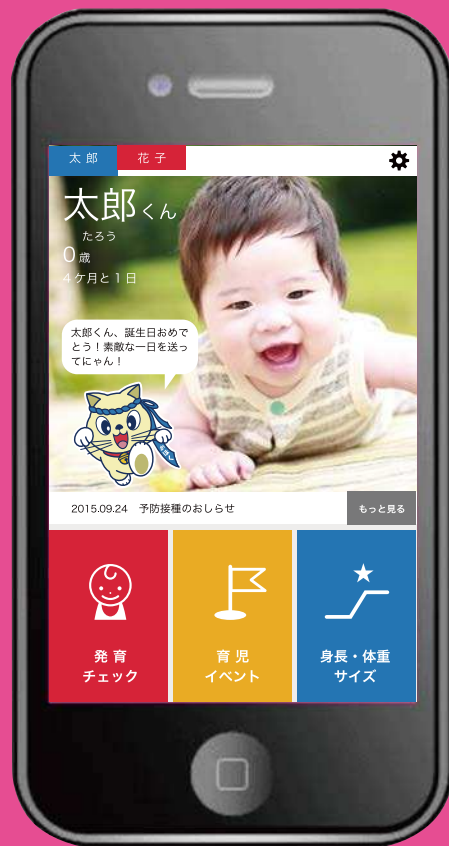 太郎
花子
太郎くん
たろう
0歳
4ケ月と1日
太郎くん、誕生日おめで
とう！素敵な一日を送っ
てにゃん！
2015.09.24　予防接種のおしらせ
もっと見る
発育
チェック
育児
イベント
身長・体重
サイズ